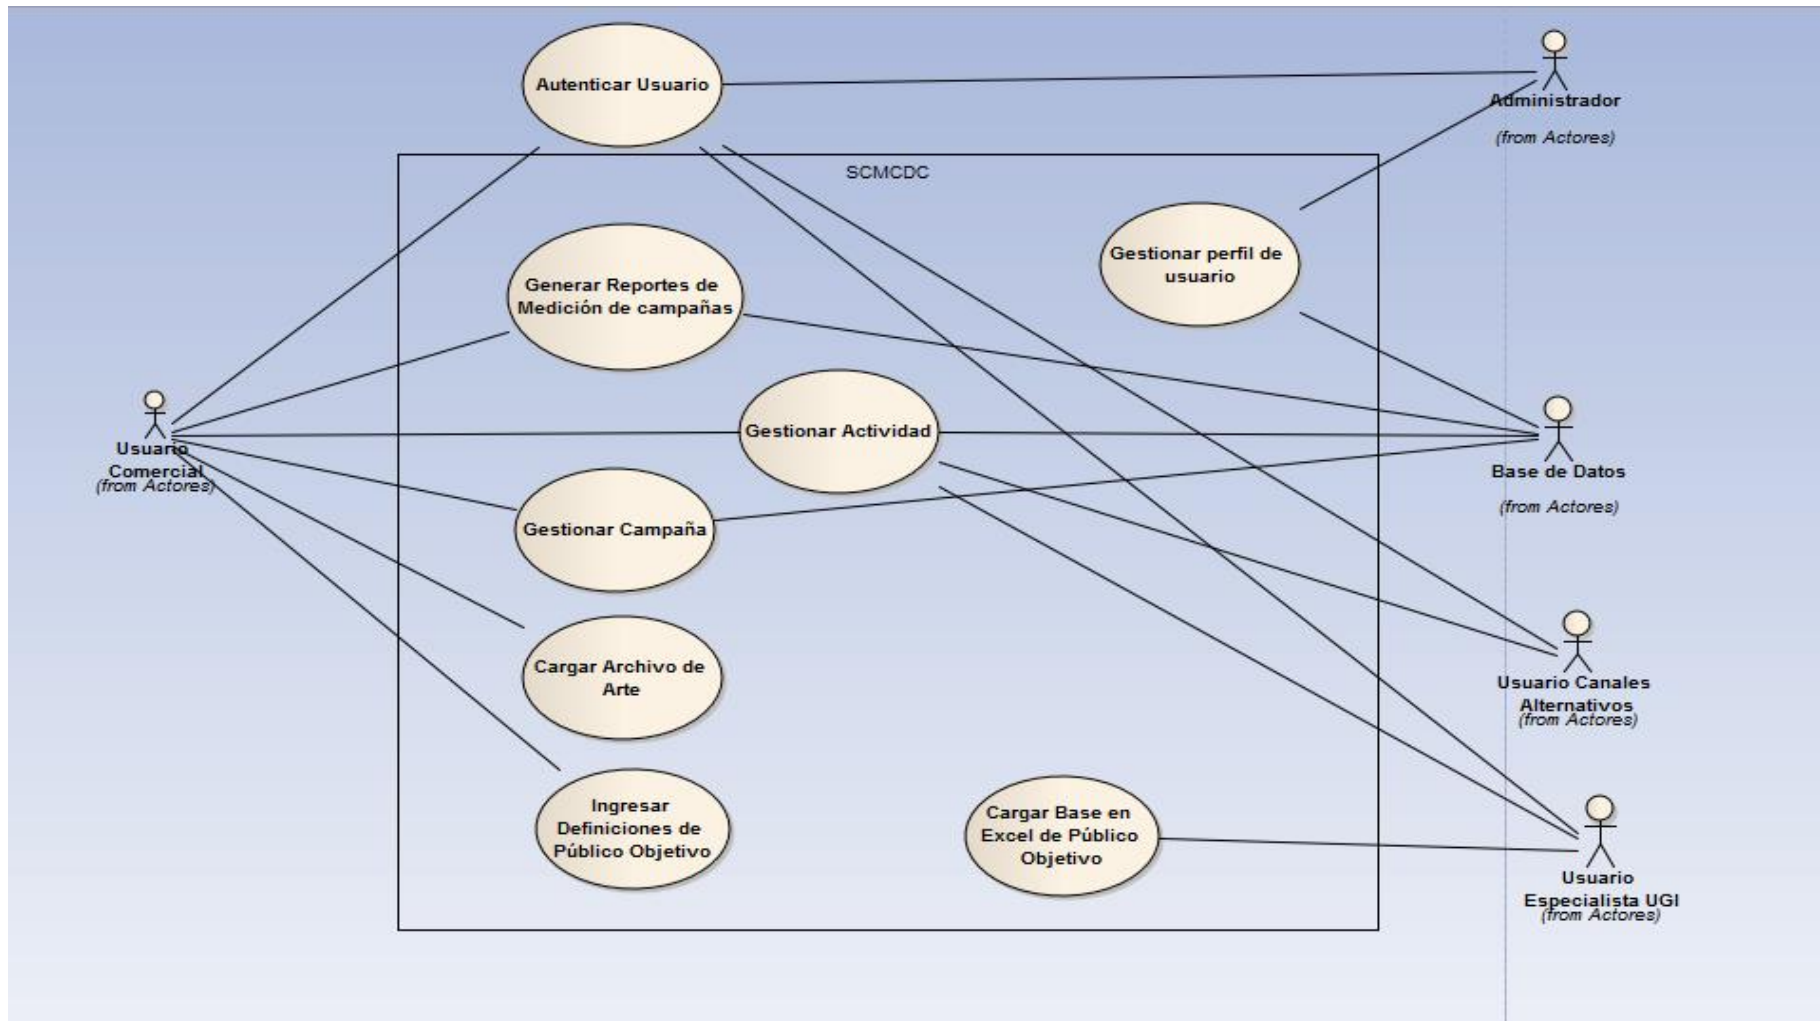 Autenticar Usuario
Administrador
(from Actores)
SCMCDC
Gestionar perfil de
usuario
Generar Reportes de
Medición de campañas
Gestionar Actividad
Usuario
Comercial
(from Actores)
Base de Datos
(from Actores)
Gestionar Campaña
Cargar Archivo de
Arte
Usuario Canales
Alternativos
(from Actores)
Ingresar
Definiciones de
Público Objetivo
Cargar Base en
Excel de Público
Objetivo
Usuario
Especialista UGI
(from Actores)